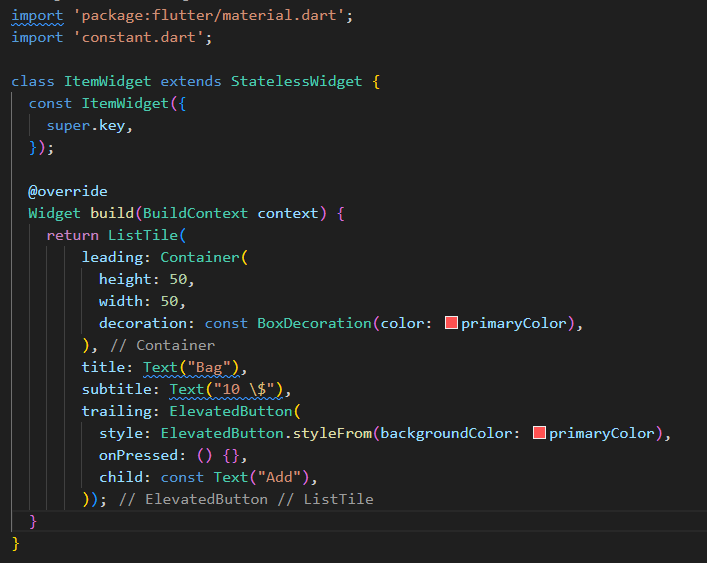 import 'package:flutter/material.dart';
import 'constant.dart';
class ItemWidget extends StatelessWidget {
const ItemWidget({
super.key,
});
@override
Widget build(BuildContext context) {
return ListTile(
leading: Container(
height: 50,
width: 50,
decoration: const BoxDecoration(color: primaryColor),
), // Container
title: Text("Bag"),
subtitle: Text("10 \$"),
trailing: ElevatedButton(
style: ElevatedButton.styleFrom(backgroundColor: primaryColor),
onPressed: () {},
child: const Text("Add"),
)); // ElevatedButton // ListTile
}
}